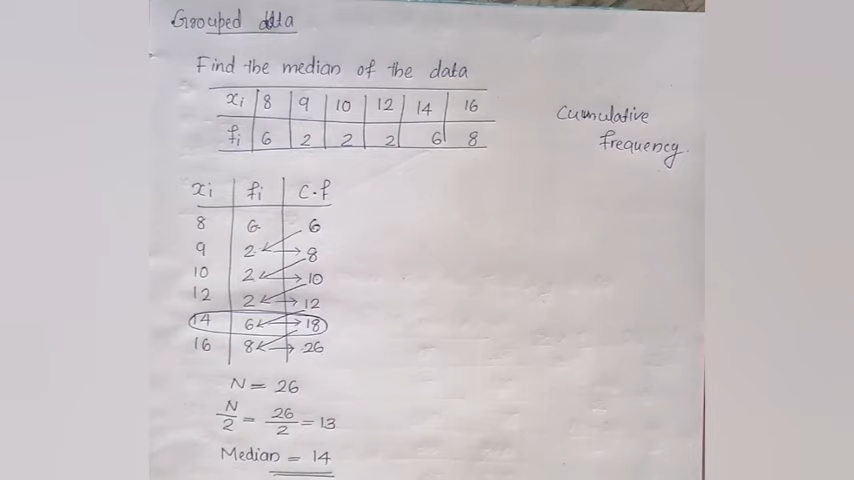 Grouped data
Find the median of the data
xi 8 9 10 12 14 16
fi 6 2 2 2 6 8
Cumulative
frequency.
xi fi C.f
8 6 6
9 2 8
10 2 10
12 2 12
14 6 18
16 8 26
N = 26
N/2 = 26/2 = 13
Median = 14